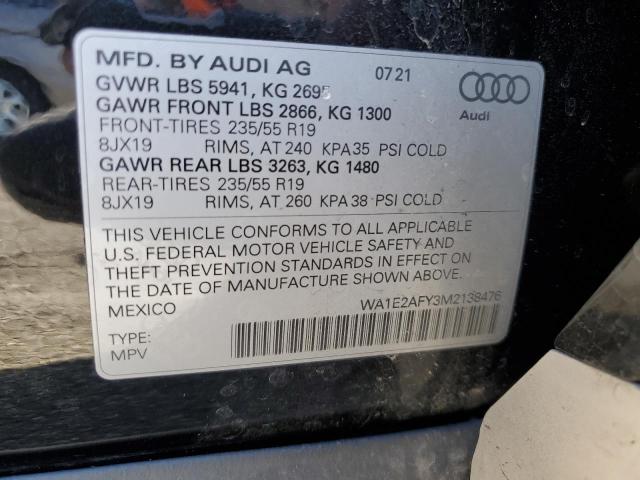 MFD. BY AUDI AG 07 21
GVWR LBS 5941, KG 2695
GAWR FRONT LBS 2866, KG 1300
FRONT-TIRES 235/55 R19
8JX19 RIMS, AT 240 KPA 35 PSI COLD
GAWR REAR LBS 3263, KG 1480
REAR-TIRES 235/55 R19
8JX19 RIMS, AT 260 KPA 38 PSI COLD
Audi
THIS VEHICLE CONFORMS TO ALL APPLICABLE
U.S. FEDERAL MOTOR VEHICLE SAFETY AND
THEFT PREVENTION STANDARDS IN EFFECT ON
THE DATE OF MANUFACTURE SHOWN ABOVE.
MEXICO
WA1E2AFY3M2138476
TYPE:
MPV